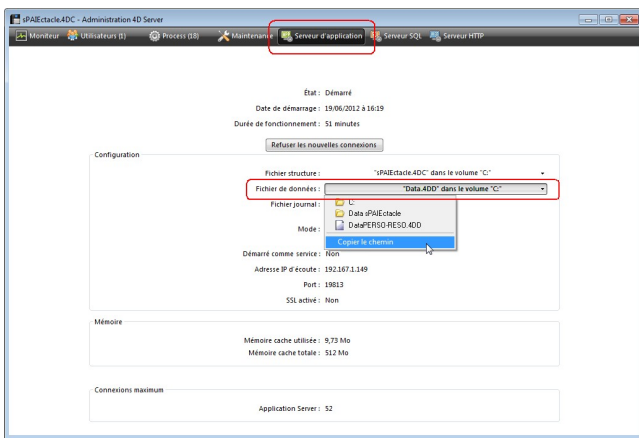 sPAIEctacle.4DC - Administration 4D Server
Moniteur Utilisateurs (1) Process (18) Maintenance Serveur d'application Serveur SQL Serveur HTTP
État : Démarré
Date de démarrage : 19/06/2012 à 16:19
Durée de fonctionnement : 51 minutes
Refuser les nouvelles connexions
Configuration
Fichier structure : "sPAIEctacle.4DC" dans le volume "C:"
Fichier de données : "Data.4DD" dans le volume "C:"
Fichier journal : C:
Data sPAIEctacle
DataPERSO-RESO.4DD
Mode :
Copier le chemin
Démarré comme service : Non
Adresse IP d'écoute : 192.167.1.149
Port : 19813
SSL activé : Non
Mémoire
Mémoire cache utilisée : 9,73 Mo
Mémoire cache totale : 512 Mo
Connexions maximum
Application Server : 52